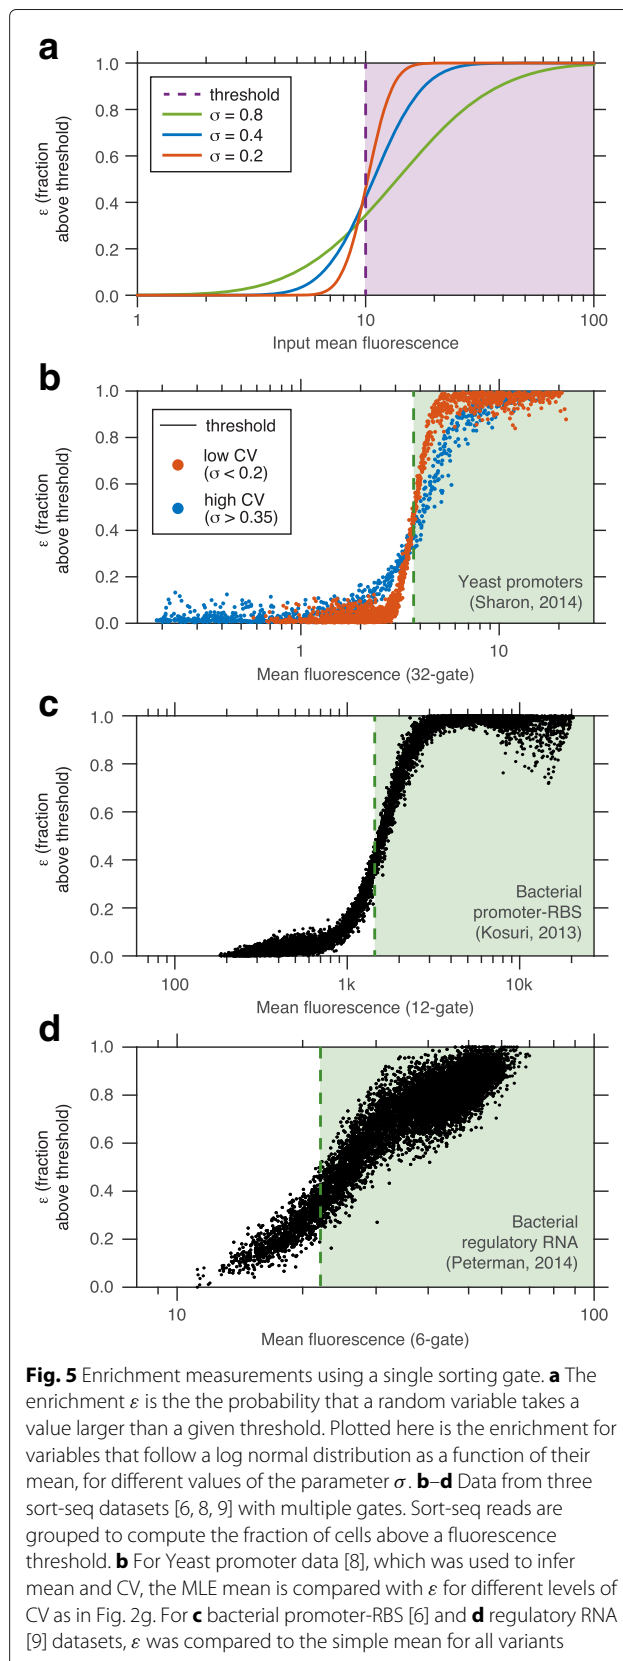 a
1.0
0.8
0.6
0.4
0.2
0.0
ε (fraction
above threshold)
threshold
σ = 0.8
σ = 0.4
σ = 0.2
1
10
100
Input mean fluorescence
b
1.0
0.8
0.6
0.4
0.2
0.0
ε (fraction
above threshold)
threshold
low CV
(σ < 0.2)
high CV
(σ > 0.35)
Yeast promoters
(Sharon, 2014)
1
10
Mean fluorescence (32-gate)
c
1.0
0.8
0.6
0.4
0.2
0.0
ε (fraction
above threshold)
Bacterial
promoter-RBS
(Kosuri, 2013)
100
1k
10k
Mean fluorescence (12-gate)
d
1.0
0.8
0.6
0.4
0.2
0.0
ε (fraction
above threshold)
Bacterial
regulatory RNA
(Peterman, 2014)
10
100
Mean fluorescence (6-gate)
Fig. 5 Enrichment measurements using a single sorting gate. a The
enrichment ε is the the probability that a random variable takes a
value larger than a given threshold. Plotted here is the enrichment for
variables that follow a log normal distribution as a function of their
mean, for different values of the parameter σ. b–d Data from three
sort-seq datasets [6, 8, 9] with multiple gates. Sort-seq reads are
grouped to compute the fraction of cells above a fluorescence
threshold. b For Yeast promoter data [8], which was used to infer
mean and CV, the MLE mean is compared with ε for different levels of
CV as in Fig. 2g. For c bacterial promoter-RBS [6] and d regulatory RNA
[9] datasets, ε was compared to the simple mean for all variants